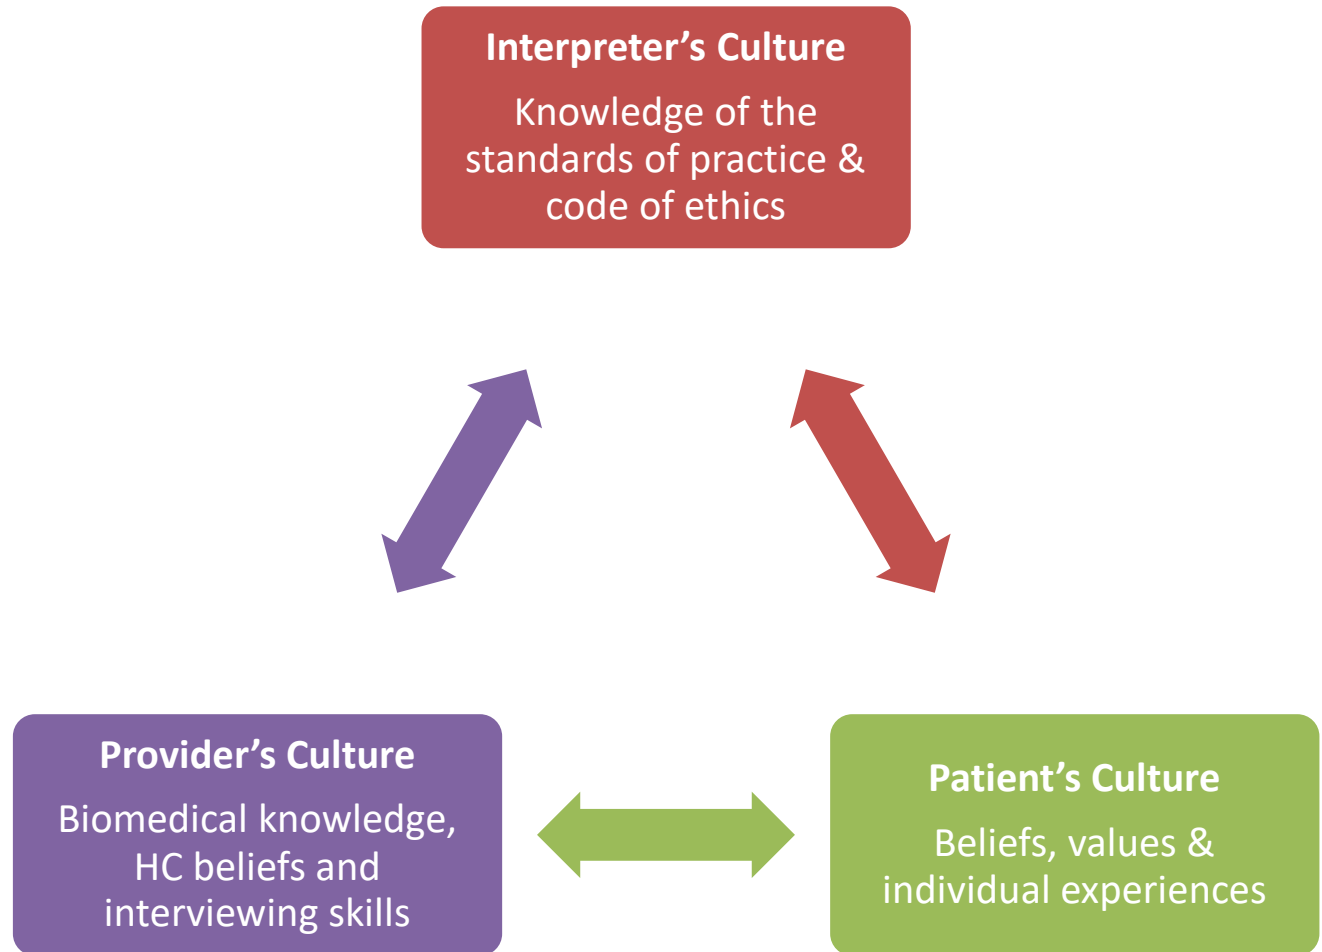 Interpreter’s Culture
Knowledge of the
standards of practice &
code of ethics
Provider’s Culture
Biomedical knowledge,
HC beliefs and
interviewing skills
Patient’s Culture
Beliefs, values &
individual experiences